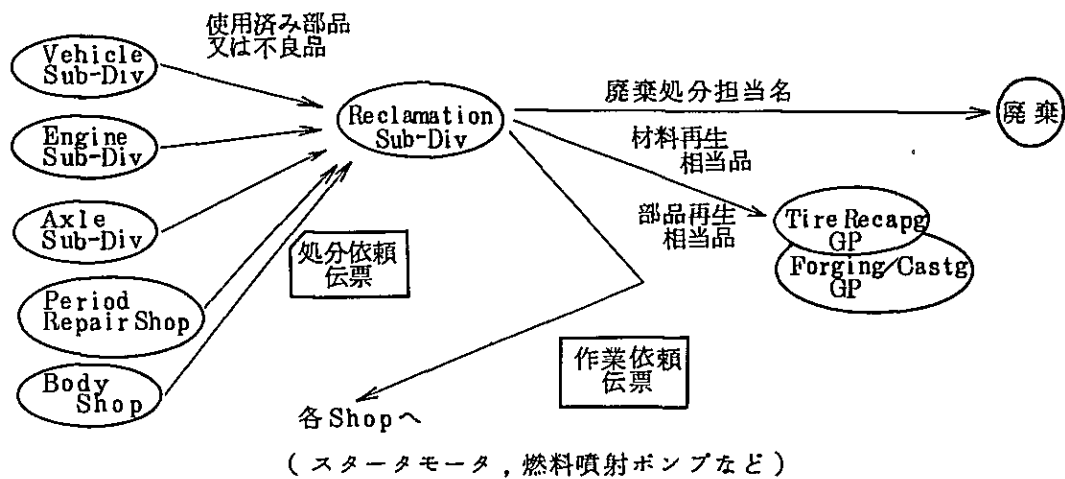 使用済み部品
又は不良品
Vehicle
Sub-Div
Engine
Sub-Div
Axle
Sub-Div
Period
Repair Shop
Body
Shop
処分依頼
伝票
Reclamation
Sub-Div
廃棄処分担当名
廃棄
材料再生
相当品
部品再生
相当品
Tire Recapg
GP
Forging/Castg
GP
作業依頼
伝票
各Shopへ
(スタータモータ,燃料噴射ポンプなど)